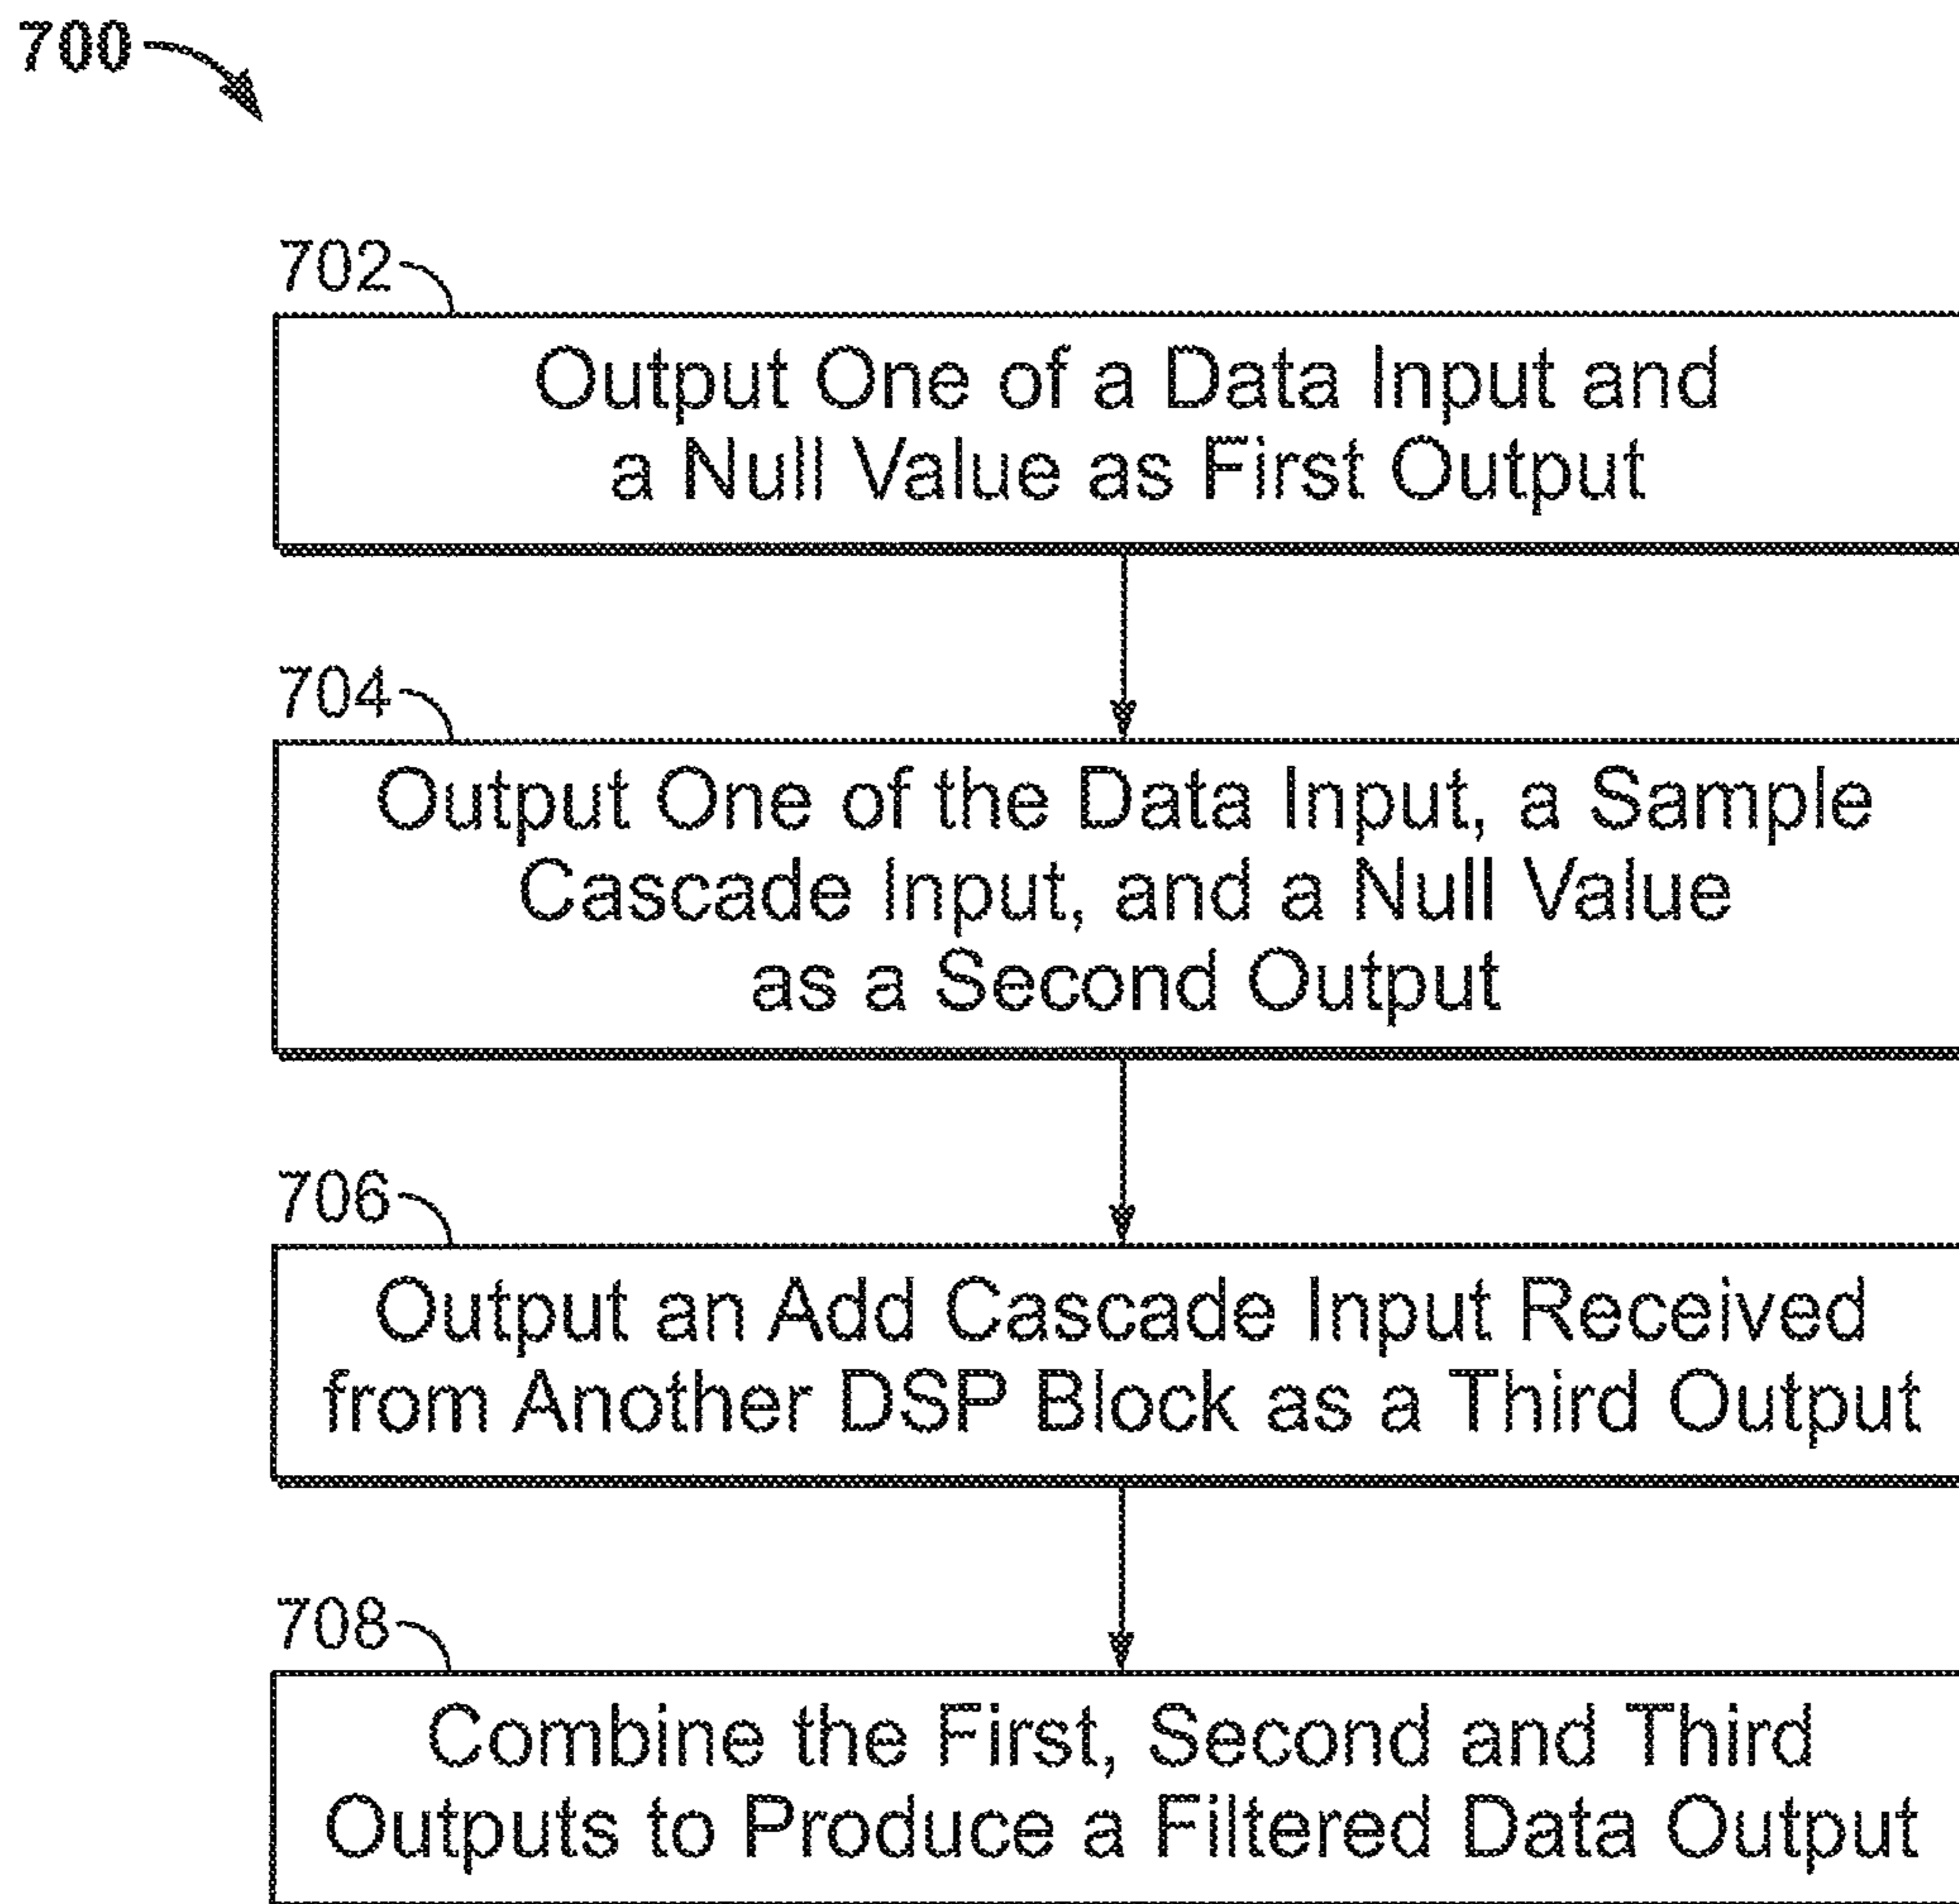 700
702
Output One of a Data Input and
a Null Value as First Output
704
Output One of the Data Input, a Sample
Cascade Input, and a Null Value
as a Second Output
706
Output an Add Cascade Input Received
from Another DSP Block as a Third Output
708
Combine the First, Second and Third
Outputs to Produce a Filtered Data Output